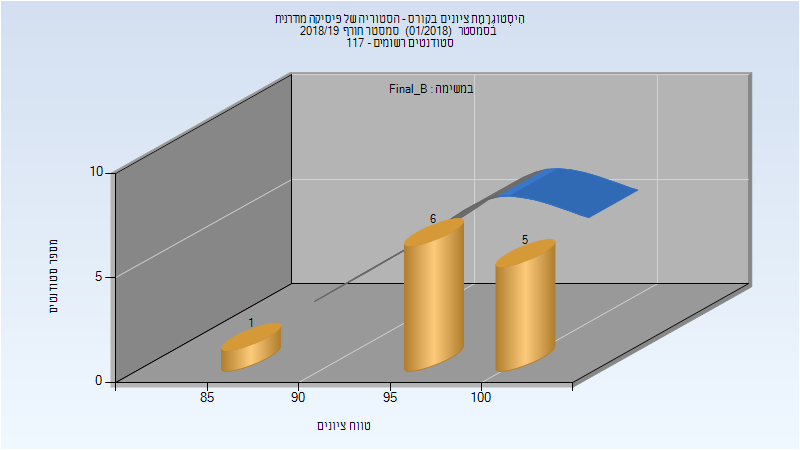 היסטוגרמת ציונים בקורס - הסטוריה של פיסיקה מודרנית
בסמסטר (01/2018) סמסטר חורף 2018/19
סטודנטים רשומים - 117
במשימה : Final_B
10
5
0
מספר סטודנטים
1
6
5
85
90
95
100
טווח ציונים